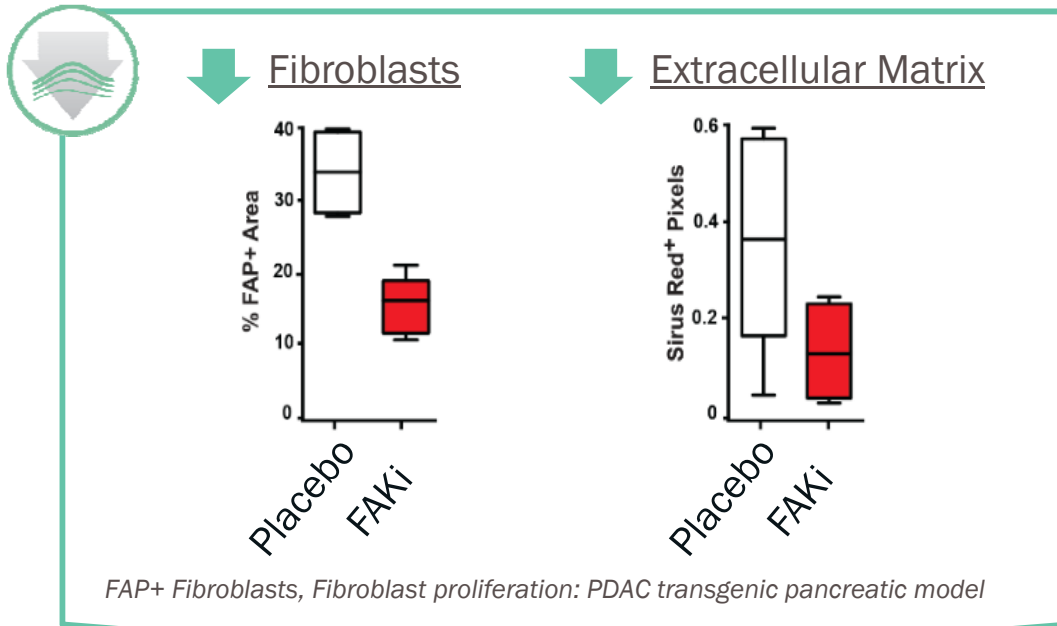 Fibroblasts
% FAP+ Area
40
30
20
10
0
Placebo
FAKi
Extracellular Matrix
Sirus Red+ Pixels
0.6
0.4
0.2
0
Placebo
FAKi
FAP+ Fibroblasts, Fibroblast proliferation: PDAC transgenic pancreatic model